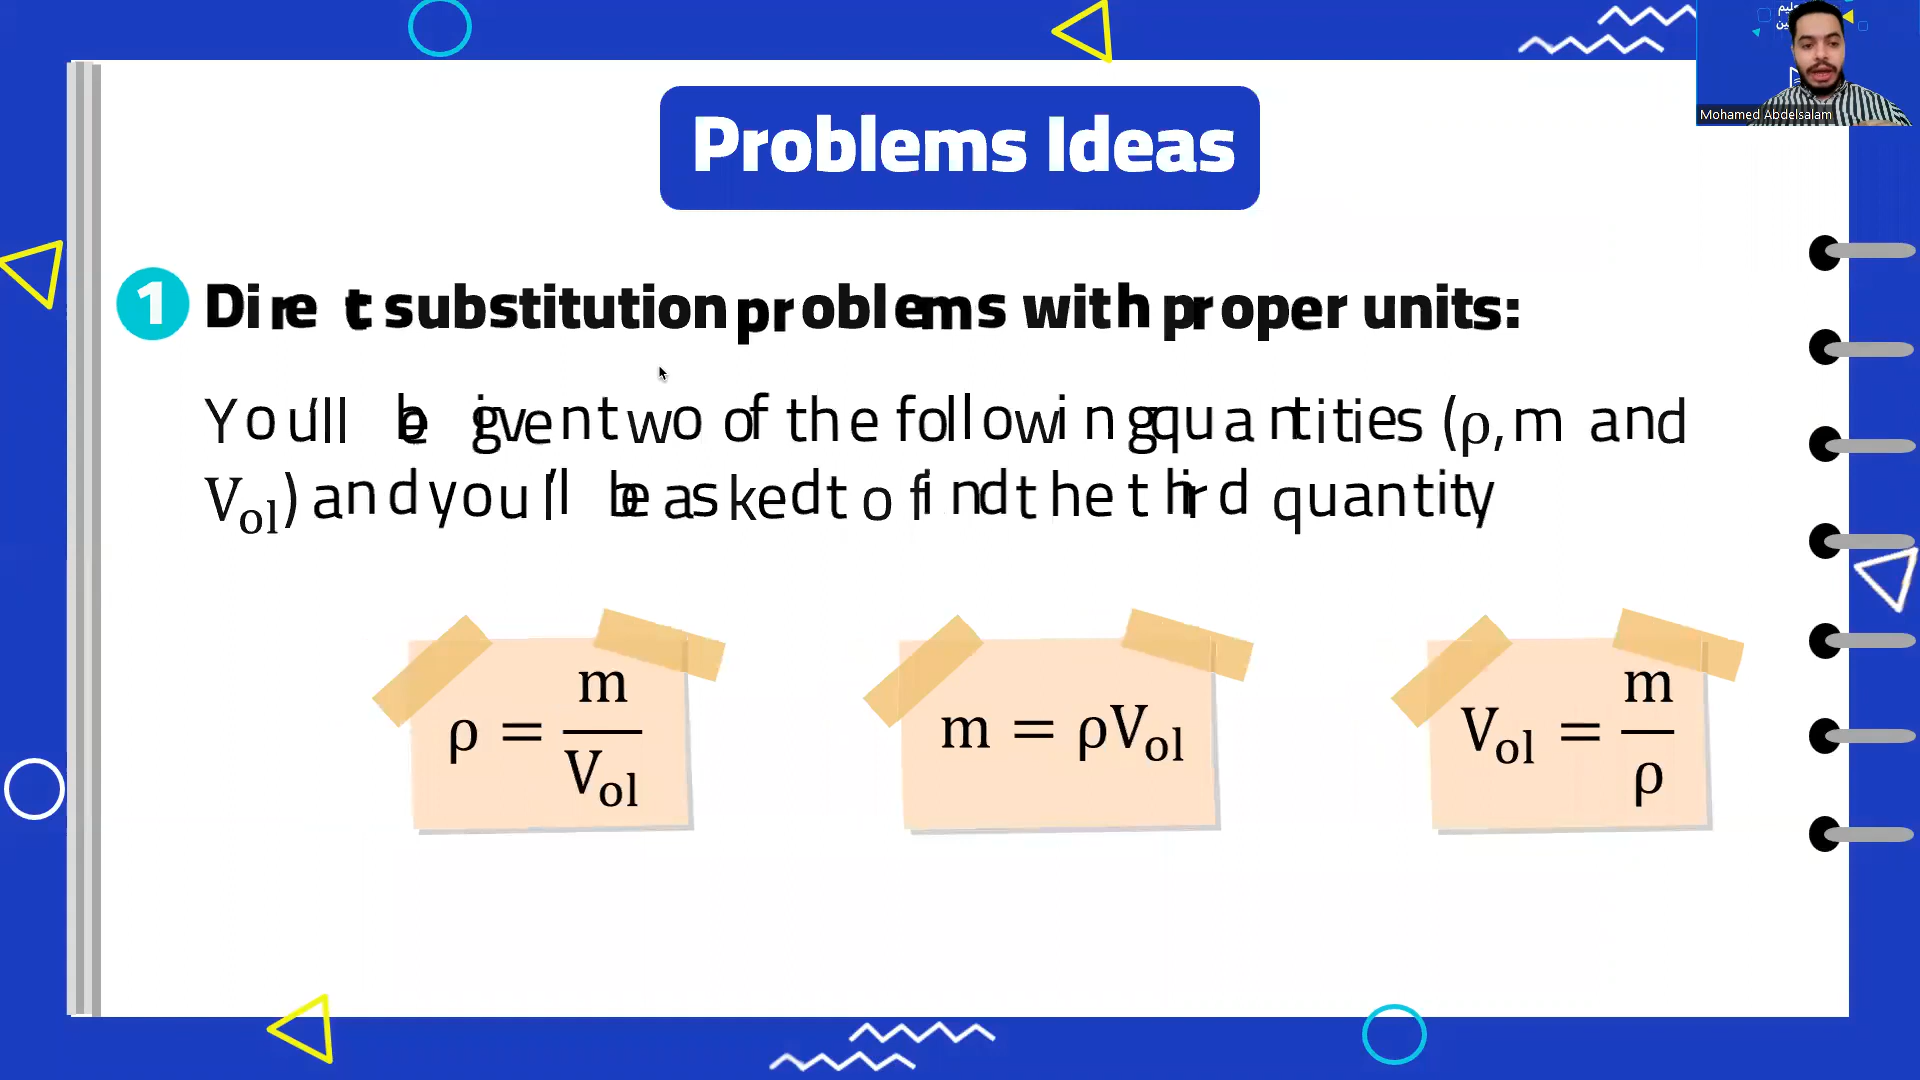 Problems Ideas
Mohamed Abdelsalam
1 Direct substitution problems with proper units:
You'll be given two of the following quantities (ρ, m and
Vol) and you'll be asked to find the third quantity
ρ = m / Vol
m = ρVol
Vol = m / ρ